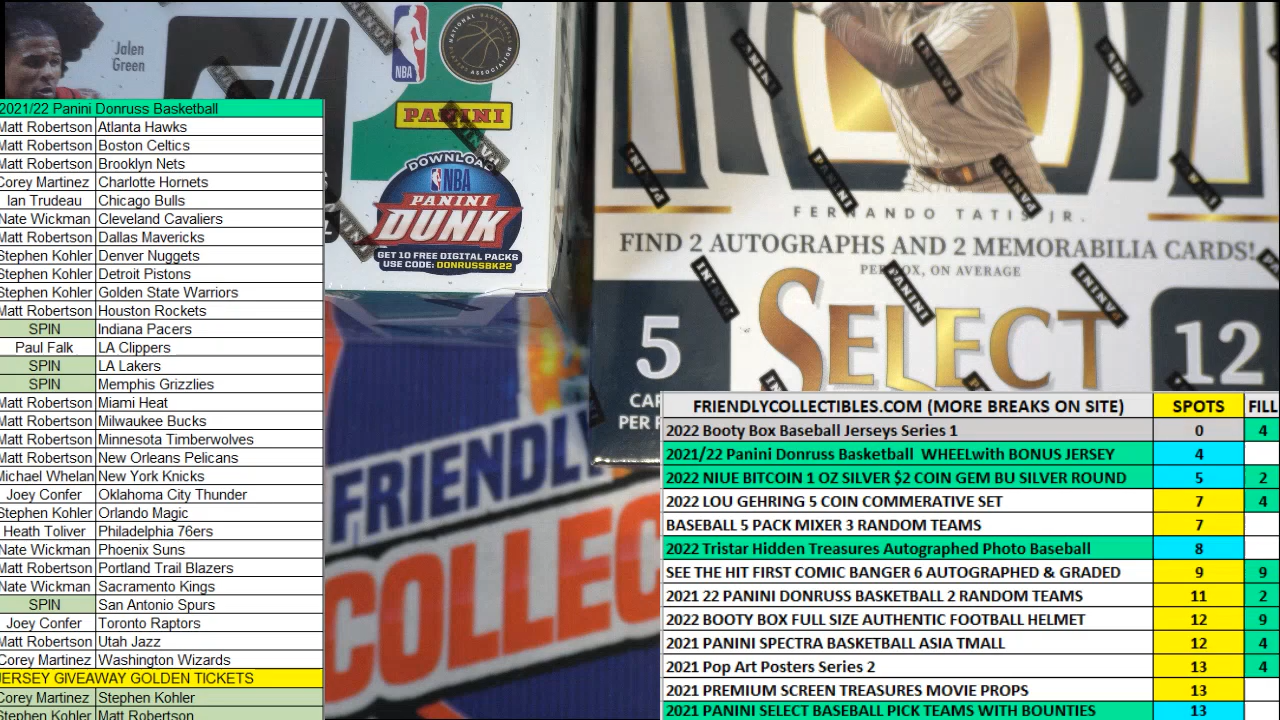 Jalen
Green
NBA
NATIONAL BASKETBALL PLAYERS ASSOCIATION
PANINI
DOWNLOAD
NBA
PANINI
DUNK
GET 10 FREE DIGITAL PACKS
USE CODE: DONRUSSBK22
2021/22 Panini Donruss Basketball
Matt Robertson Atlanta Hawks
Matt Robertson Boston Celtics
Matt Robertson Brooklyn Nets
Corey Martinez Charlotte Hornets
Ian Trudeau Chicago Bulls
Nate Wickman Cleveland Cavaliers
Matt Robertson Dallas Mavericks
Stephen Kohler Denver Nuggets
Stephen Kohler Detroit Pistons
Stephen Kohler Golden State Warriors
Matt Robertson Houston Rockets
SPIN Indiana Pacers
Paul Falk LA Clippers
SPIN LA Lakers
SPIN Memphis Grizzlies
Matt Robertson Miami Heat
Matt Robertson Milwaukee Bucks
Matt Robertson Minnesota Timberwolves
Matt Robertson New Orleans Pelicans
Michael Whelan New York Knicks
Joey Confer Oklahoma City Thunder
Stephen Kohler Orlando Magic
Heath Toliver Philadelphia 76ers
Nate Wickman Phoenix Suns
Matt Robertson Portland Trail Blazers
Nate Wickman Sacramento Kings
SPIN San Antonio Spurs
Joey Confer Toronto Raptors
Matt Robertson Utah Jazz
Corey Martinez Washington Wizards
JERSEY GIVEAWAY GOLDEN TICKETS
Corey Martinez Stephen Kohler
Stephen Kohler Matt Robertson
FERNANDO TATIS JR.
FIND 2 AUTOGRAPHS AND 2 MEMORABILIA CARDS!
PER BOX, ON AVERAGE
SELECT
5
12
CAR
PER P
FRIENDLY
COLLEC
FRIENDLYCOLLECTIBLES.COM (MORE BREAKS ON SITE) SPOTS FILL
2022 Booty Box Baseball Jerseys Series 1 0 4
2021/22 Panini Donruss Basketball WHEELwith BONUS JERSEY 4
2022 NIUE BITCOIN 1 OZ SILVER $2 COIN GEM BU SILVER ROUND 5 2
2022 LOU GEHRING 5 COIN COMMERATIVE SET 7 4
BASEBALL 5 PACK MIXER 3 RANDOM TEAMS 7
2022 Tristar Hidden Treasures Autographed Photo Baseball 8
SEE THE HIT FIRST COMIC BANGER 6 AUTOGRAPHED & GRADED 9 9
2021 22 PANINI DONRUSS BASKETBALL 2 RANDOM TEAMS 11 2
2022 BOOTY BOX FULL SIZE AUTHENTIC FOOTBALL HELMET 12 9
2021 PANINI SPECTRA BASKETBALL ASIA TMALL 12 4
2021 Pop Art Posters Series 2 13 4
2021 PREMIUM SCREEN TREASURES MOVIE PROPS 13
2021 PANINI SELECT BASEBALL PICK TEAMS WITH BOUNTIES 13